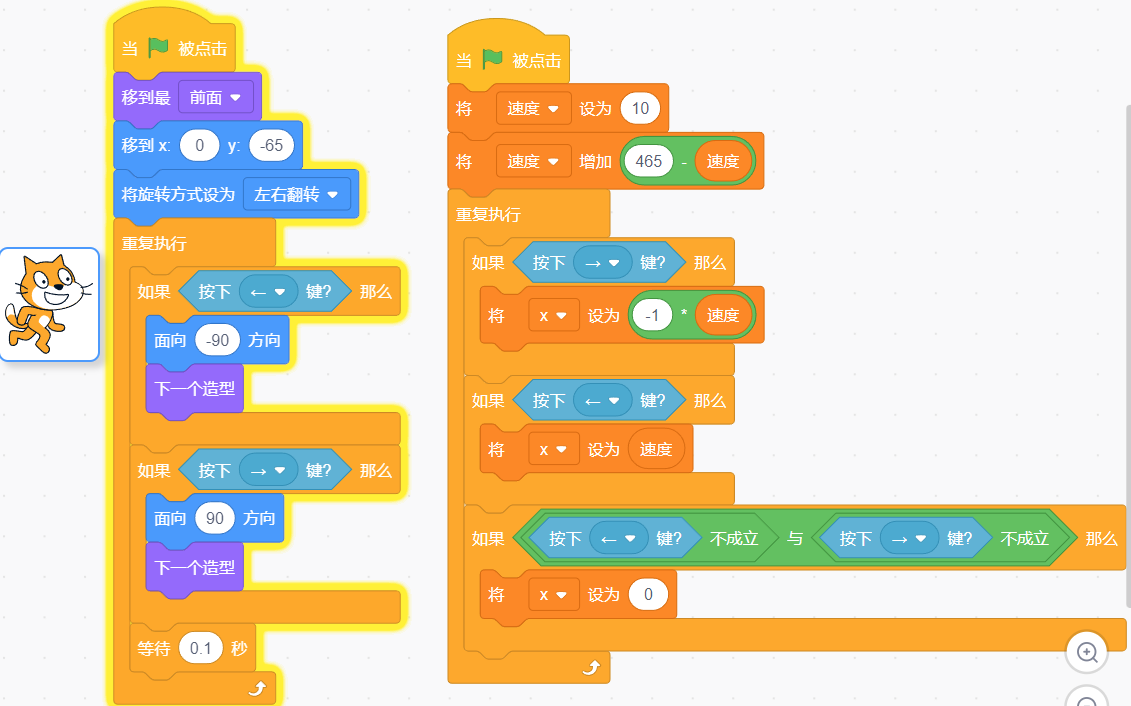 当 被点击
移到最 前面
移到 x: 0 y: -65
将旋转方式设为 左右翻转
重复执行
如果 按下 ← 键? 那么
面向 -90 方向
下一个造型
如果 按下 → 键? 那么
面向 90 方向
下一个造型
等待 0.1 秒
当 被点击
将 速度 设为 10
将 速度 增加 465 - 速度
重复执行
如果 按下 → 键? 那么
将 x 设为 -1 * 速度
如果 按下 ← 键? 那么
将 x 设为 速度
如果 按下 ← 键? 不成立 与 按下 → 键? 不成立 那么
将 x 设为 0